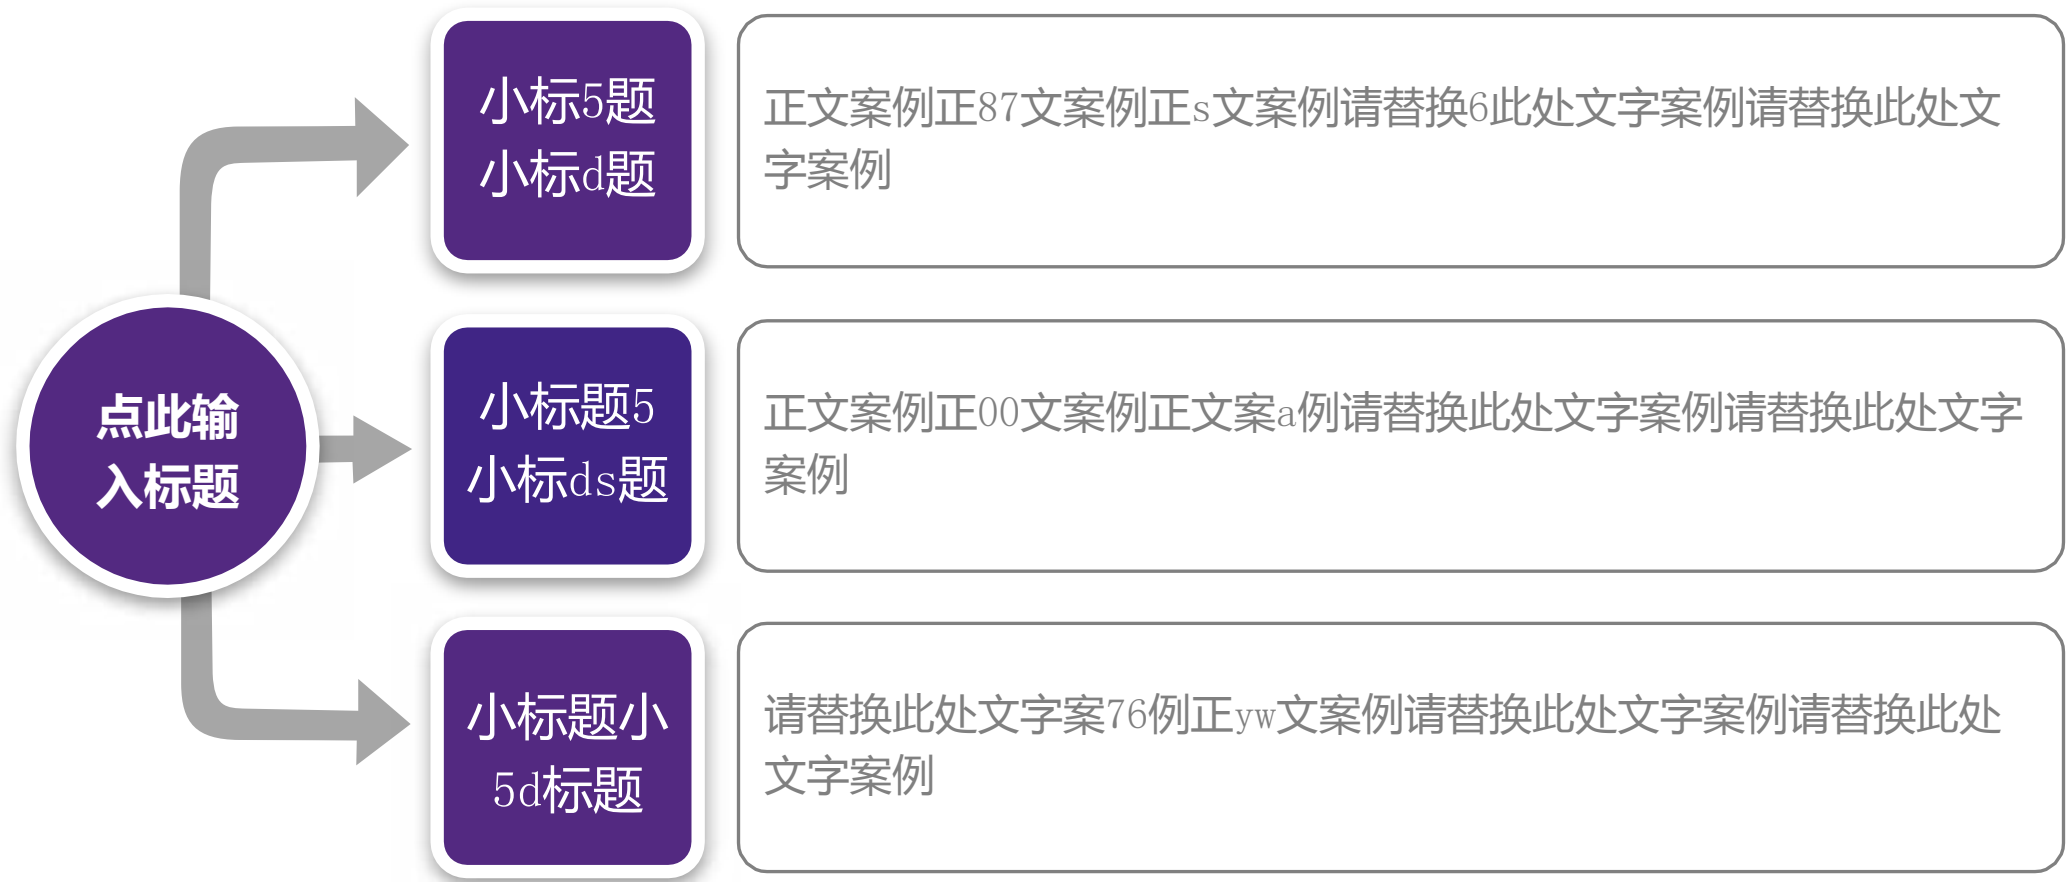 点此输
入标题
小标5题
小标d题
正文案例正87文案例正s文案例请替换6此处文字案例请替换此处文
字案例
小标题5
小标ds题
正文案例正00文案例正文案a例请替换此处文字案例请替换此处文字
案例
小标题小
5d标题
请替换此处文字案76例正yw文案例请替换此处文字案例请替换此处
文字案例